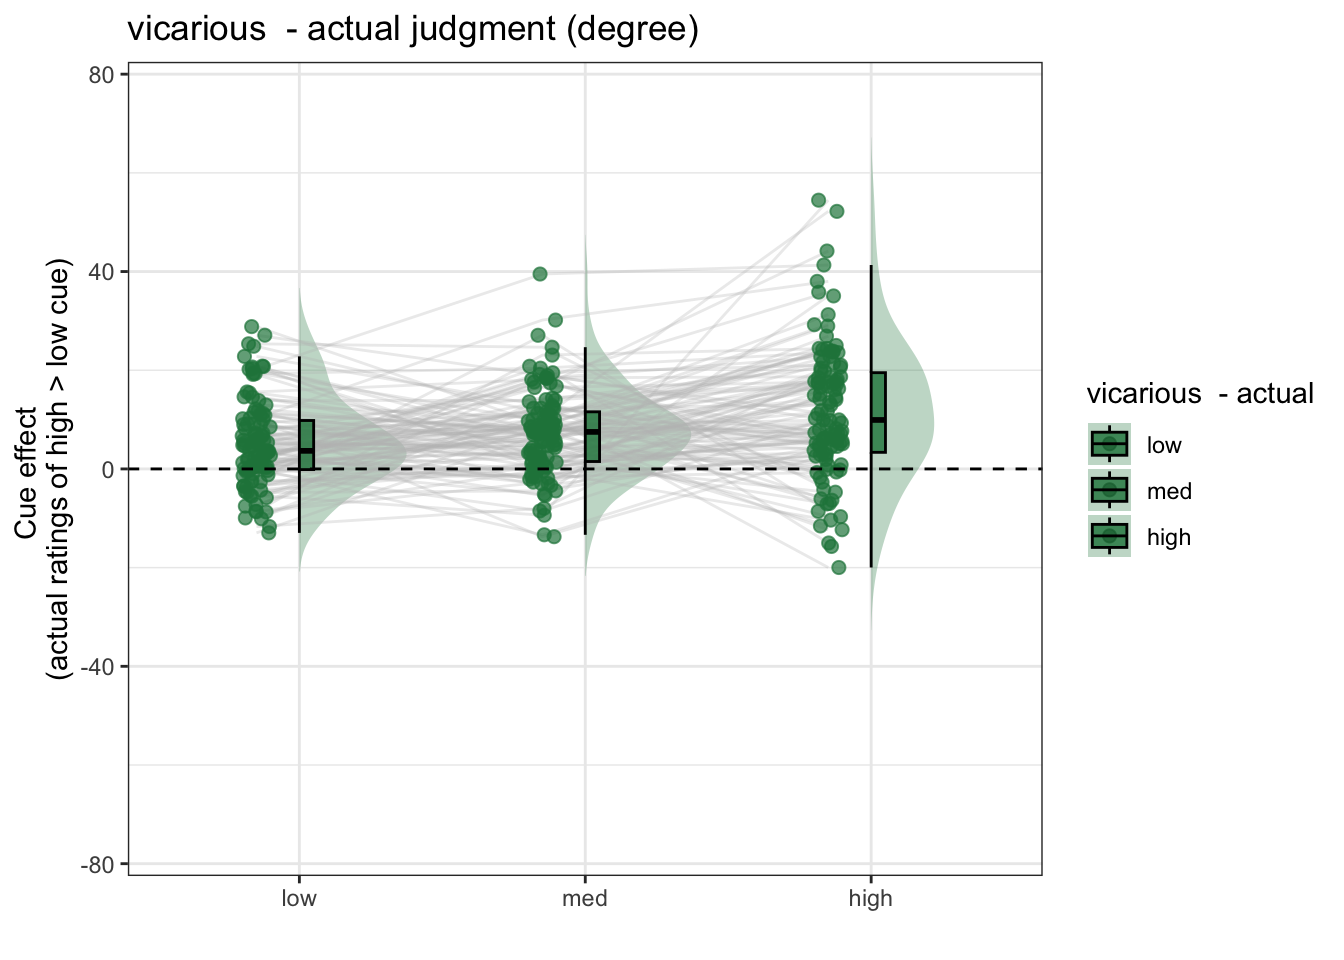 vicarious  - actual judgment (degree)
Cue effect
(actual ratings of high > low cue)
80
40
0
-40
-80
low
med
high
vicarious  - actual
low
med
high